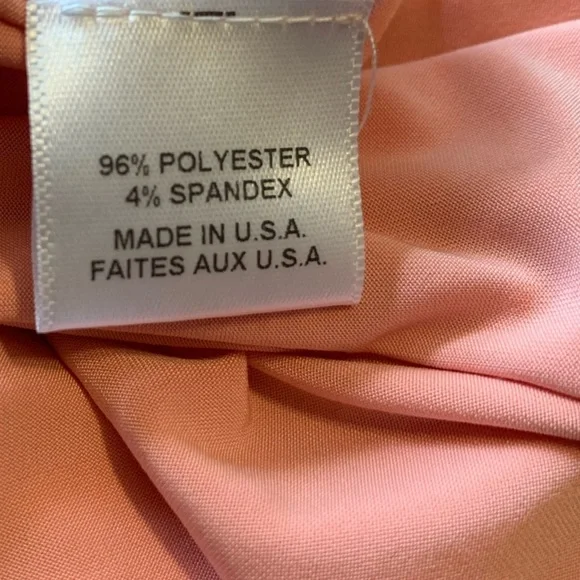 96% POLYESTER
4% SPANDEX
MADE IN U.S.A.
FAITES AUX U.S.A.